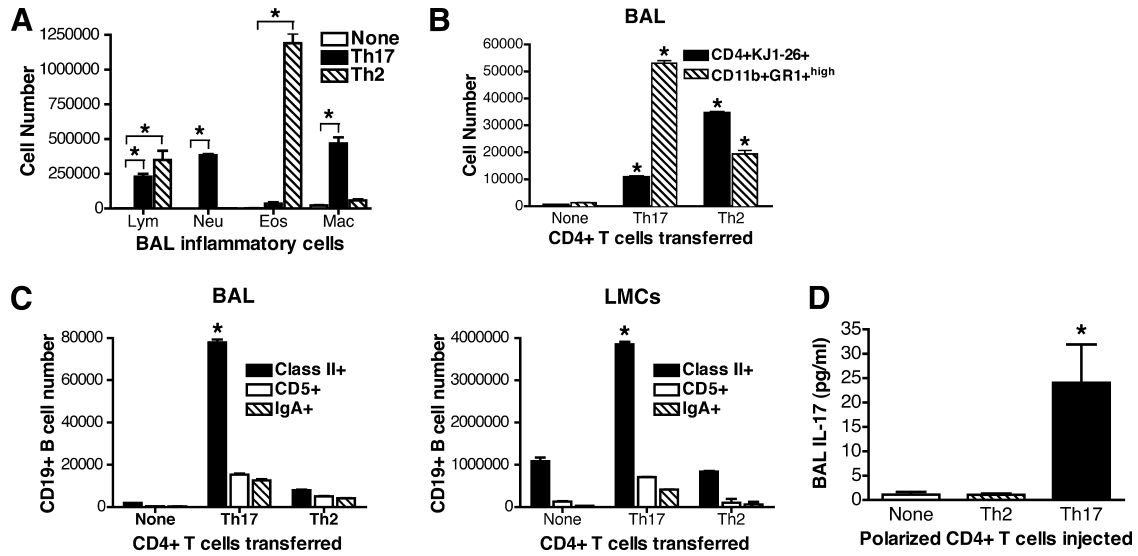 A
1250000
1000000
750000
500000
250000
0
Cell Number
*
*
*
*
*
None
Th17
Th2
Lym Neu Eos Mac
BAL inflammatory cells
B
BAL
60000
50000
40000
30000
20000
10000
0
Cell Number
CD4+KJ1-26+
CD11b+GR1+high
*
*
*
*
None Th17 Th2
CD4+ T cells transferred
C
BAL
80000
60000
40000
20000
0
CD19+ B cell number
*
Class II+
CD5+
IgA+
None Th17 Th2
CD4+ T cells transferred
LMCs
4000000
3000000
2000000
1000000
0
CD19+ B cell number
*
Class II+
CD5+
IgA+
None Th17 Th2
CD4+ T cells transferred
D
35
30
25
20
15
10
5
0
BAL IL-17 (pg/ml)
*
None Th2 Th17
Polarized CD4+ T cells injected